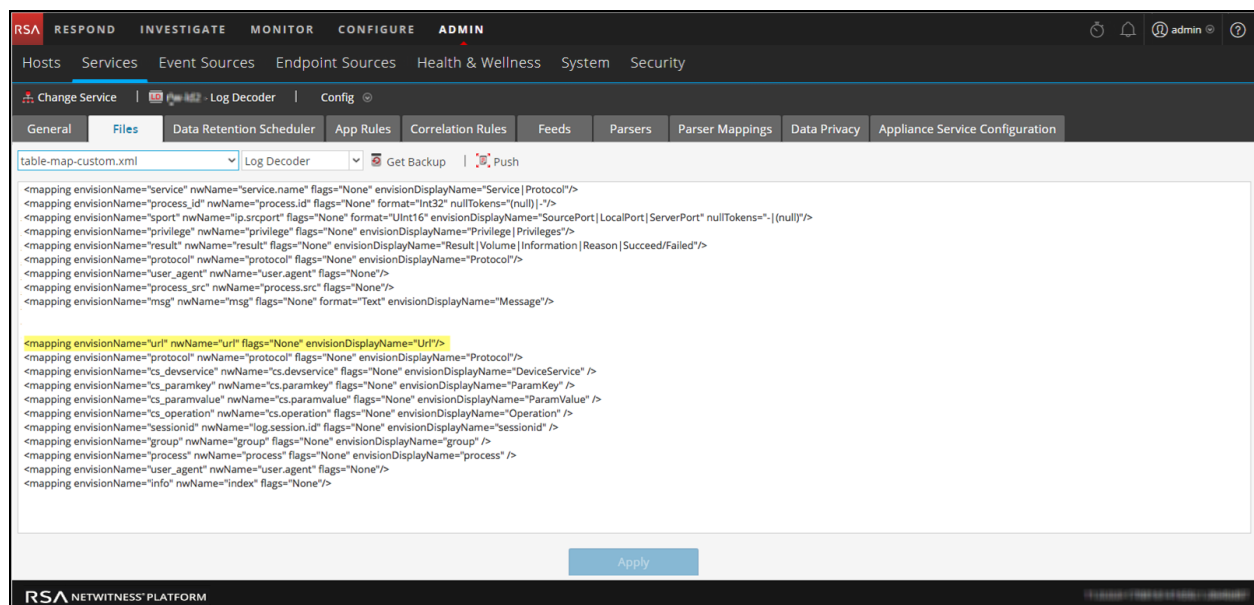 RSA RESPOND INVESTIGATE MONITOR CONFIGURE ADMIN admin ?
Hosts Services Event Sources Endpoint Sources Health & Wellness System Security
Change Service | LD - Log Decoder | Config
General Files Data Retention Scheduler App Rules Correlation Rules Feeds Parsers Parser Mappings Data Privacy Appliance Service Configuration
table-map-custom.xml Log Decoder Get Backup | Push
<mapping envisionName="service" nwName="service.name" flags="None" envisionDisplayName="Service|Protocol"/>
<mapping envisionName="process_id" nwName="process.id" flags="None" format="Int32" nullTokens="(null)|-"/>
<mapping envisionName="sport" nwName="ip.srcport" flags="None" format="UInt16" envisionDisplayName="SourcePort|LocalPort|ServerPort" nullTokens="-|(null)"/>
<mapping envisionName="privilege" nwName="privilege" flags="None" envisionDisplayName="Privilege|Privileges"/>
<mapping envisionName="result" nwName="result" flags="None" envisionDisplayName="Result|Volume|Information|Reason|Succeed/Failed"/>
<mapping envisionName="protocol" nwName="protocol" flags="None" envisionDisplayName="Protocol"/>
<mapping envisionName="user_agent" nwName="user.agent" flags="None"/>
<mapping envisionName="process_src" nwName="process.src" flags="None"/>
<mapping envisionName="msg" nwName="msg" flags="None" format="Text" envisionDisplayName="Message"/>
<mapping envisionName="url" nwName="url" flags="None" envisionDisplayName="Url"/>
<mapping envisionName="protocol" nwName="protocol" flags="None" envisionDisplayName="Protocol"/>
<mapping envisionName="cs_devservice" nwName="cs.devservice" flags="None" envisionDisplayName="DeviceService" />
<mapping envisionName="cs_paramkey" nwName="cs.paramkey" flags="None" envisionDisplayName="ParamKey" />
<mapping envisionName="cs_paramvalue" nwName="cs.paramvalue" flags="None" envisionDisplayName="ParamValue" />
<mapping envisionName="cs_operation" nwName="cs.operation" flags="None" envisionDisplayName="Operation" />
<mapping envisionName="sessionid" nwName="log.session.id" flags="None" envisionDisplayName="sessionid" />
<mapping envisionName="group" nwName="group" flags="None" envisionDisplayName="group" />
<mapping envisionName="process" nwName="process" flags="None" envisionDisplayName="process" />
<mapping envisionName="user_agent" nwName="user.agent" flags="None"/>
<mapping envisionName="info" nwName="index" flags="None"/>
Apply
RSA NETWITNESS® PLATFORM